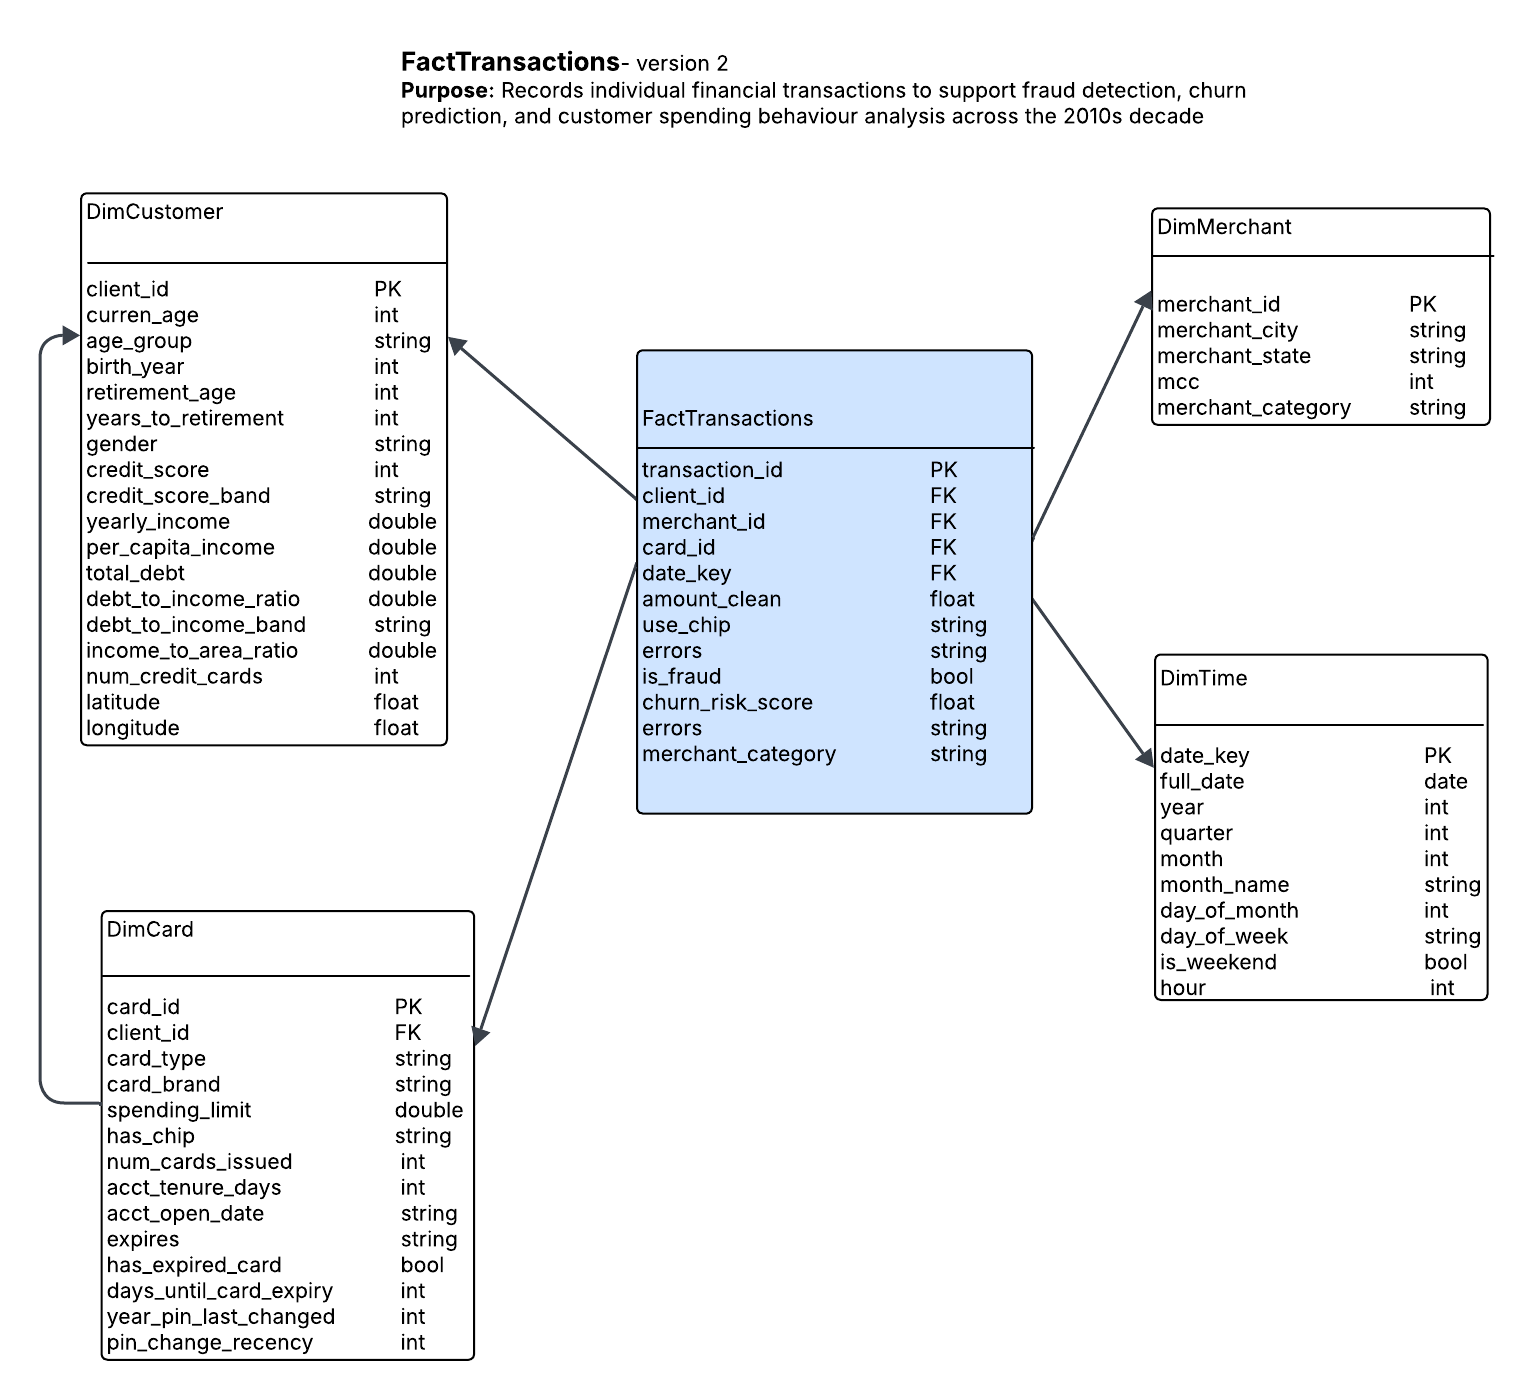 FactTransactions- version 2
Purpose: Records individual financial transactions to support fraud detection, churn
prediction, and customer spending behaviour analysis across the 2010s decade
DimCustomer
client_id PK
curren_age int
age_group string
birth_year int
retirement_age int
years_to_retirement int
gender string
credit_score int
credit_score_band string
yearly_income double
per_capita_income double
total_debt double
debt_to_income_ratio double
debt_to_income_band string
income_to_area_ratio double
num_credit_cards int
latitude float
longitude float
FactTransactions
transaction_id PK
client_id FK
merchant_id FK
card_id FK
date_key FK
amount_clean float
use_chip string
errors string
is_fraud bool
churn_risk_score float
errors string
merchant_category string
DimMerchant
merchant_id PK
merchant_city string
merchant_state string
mcc int
merchant_category string
DimTime
date_key PK
full_date date
year int
quarter int
month int
month_name string
day_of_month int
day_of_week string
is_weekend bool
hour int
DimCard
card_id PK
client_id FK
card_type string
card_brand string
spending_limit double
has_chip string
num_cards_issued int
acct_tenure_days int
acct_open_date string
expires string
has_expired_card bool
days_until_card_expiry int
year_pin_last_changed int
pin_change_recency int